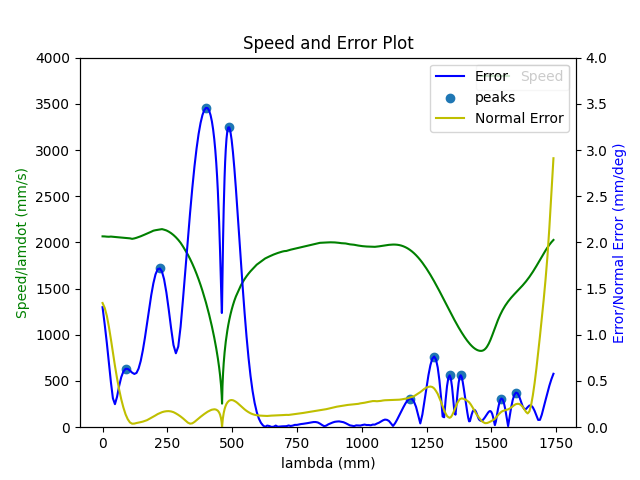 Speed and Error Plot
4000
3500
3000
2500
2000
1500
1000
500
0
Speed/lamdot (mm/s)
4.0
3.5
3.0
2.5
2.0
1.5
1.0
0.5
0.0
Error/Normal Error (mm/deg)
Error
Speed
peaks
Normal Error
0 250 500 750 1000 1250 1500 1750
lambda (mm)